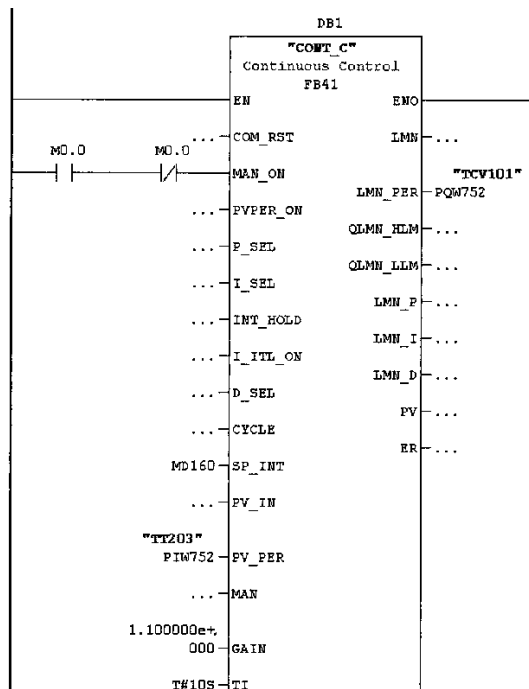 DB1
"CONT_C"
Continuous Control
FB41
EN ENO
... COM_RST LMN ...
M0.0 M0.0
MAN_ON
"TCV101"
LMN_PER PQW752
... PVPER_ON
QLMN_HLM ...
... P_SEL
QLMN_LLM ...
... I_SEL
LMN_P ...
... INT_HOLD
LMN_I ...
... I_ITL_ON
LMN_D ...
... D_SEL
PV ...
... CYCLE
ER ...
MD160 SP_INT
... PV_IN
"TT203"
PIW752 PV_PER
... MAN
1.100000e+
000 GAIN
T#10S TI